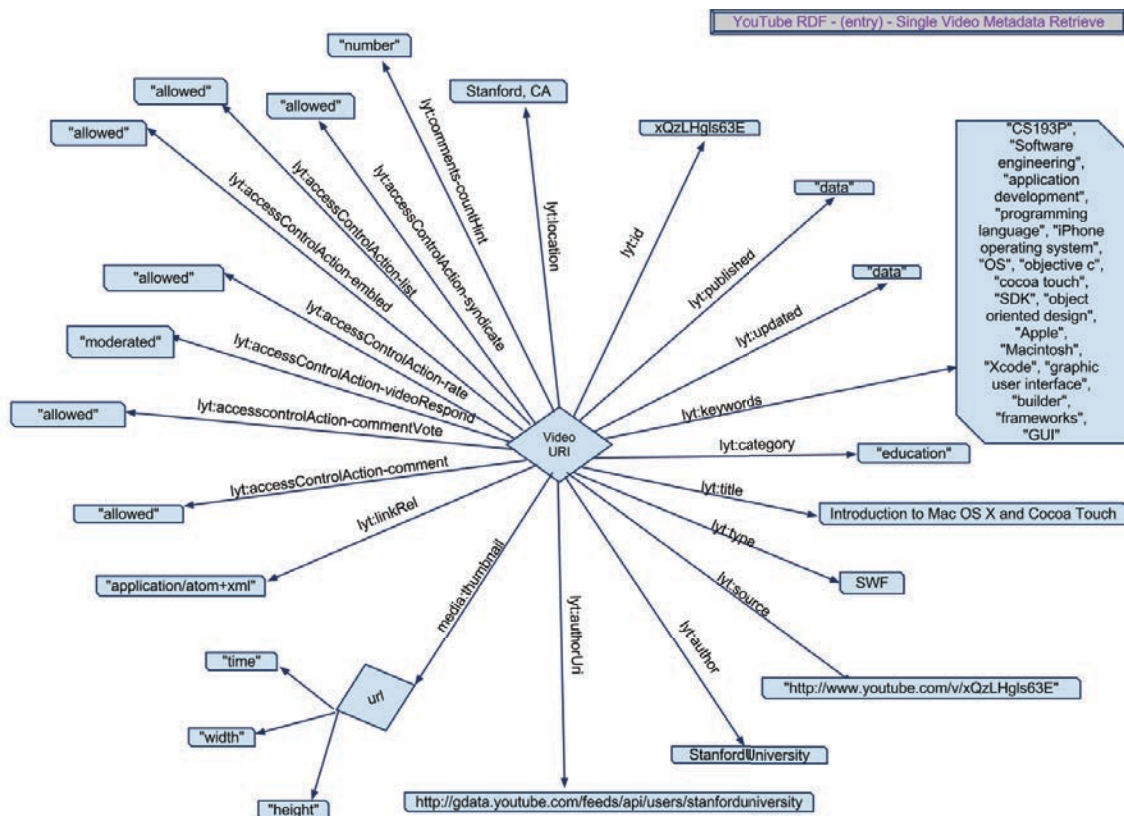 YouTube RDF - (entry) - Single Video Metadata Retrieve
"number"
"allowed"
"allowed"
Stanford, CA
"allowed"
xQzLHgls63E
"CS193P",
"Software
engineering",
"application
development",
"programming
language", "iPhone
operating system",
"OS", "objective c",
"cocoa touch",
"SDK", "object
oriented design",
"Apple",
"Macintosh",
"Xcode", "graphic
user interface",
"builder",
"frameworks",
"GUI"
lyt:comments-countHint
lyt:accessControlAction-syndicate
lyt:accessControlAction-list
lyt:accessControlAction-embled
lyt:location
lyt:id
"data"
lyt:published
"allowed"
"data"
lyt:updated
lyt:accessControlAction-rate
"moderated"
lyt:accessControlAction-videoRespond
"allowed"
lyt:accesscontrolAction-commentVote
lyt:keywords
Video
URI
lyt:category
"education"
lyt:accessControlAction-comment
"allowed"
lyt:title
Introduction to Mac OS X and Cocoa Touch
lyt:linkRel
lyt:type
"application/atom+xml"
SWF
media:thumbnail
lyt:authorUri
lyt:author
lyt:source
"time"
url
"http://www.youtube.com/v/xQzLHgls63E"
"width"
StanfordUniversity
"height"
http://gdata.youtube.com/feeds/api/users/stanforduniversity